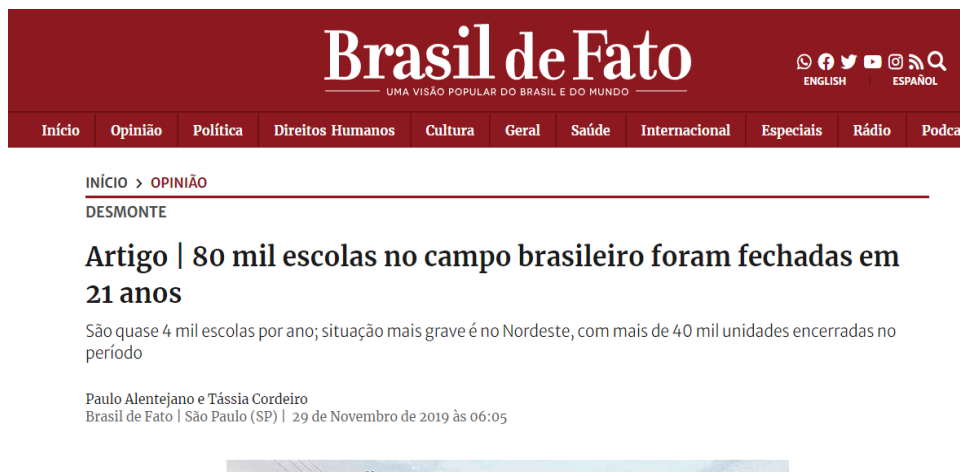 Brasil de Fato
UMA VISÃO POPULAR DO BRASIL E DO MUNDO
ENGLISH | ESPAÑOL
Início Opinião Política Direitos Humanos Cultura Geral Saúde Internacional Especiais Rádio Podca
INÍCIO > OPINIÃO
DESMONTE
Artigo | 80 mil escolas no campo brasileiro foram fechadas em
21 anos
São quase 4 mil escolas por ano; situação mais grave é no Nordeste, com mais de 40 mil unidades encerradas no
período
Paulo Alentejano e Tássia Cordeiro
Brasil de Fato | São Paulo (SP) | 29 de Novembro de 2019 às 06:05